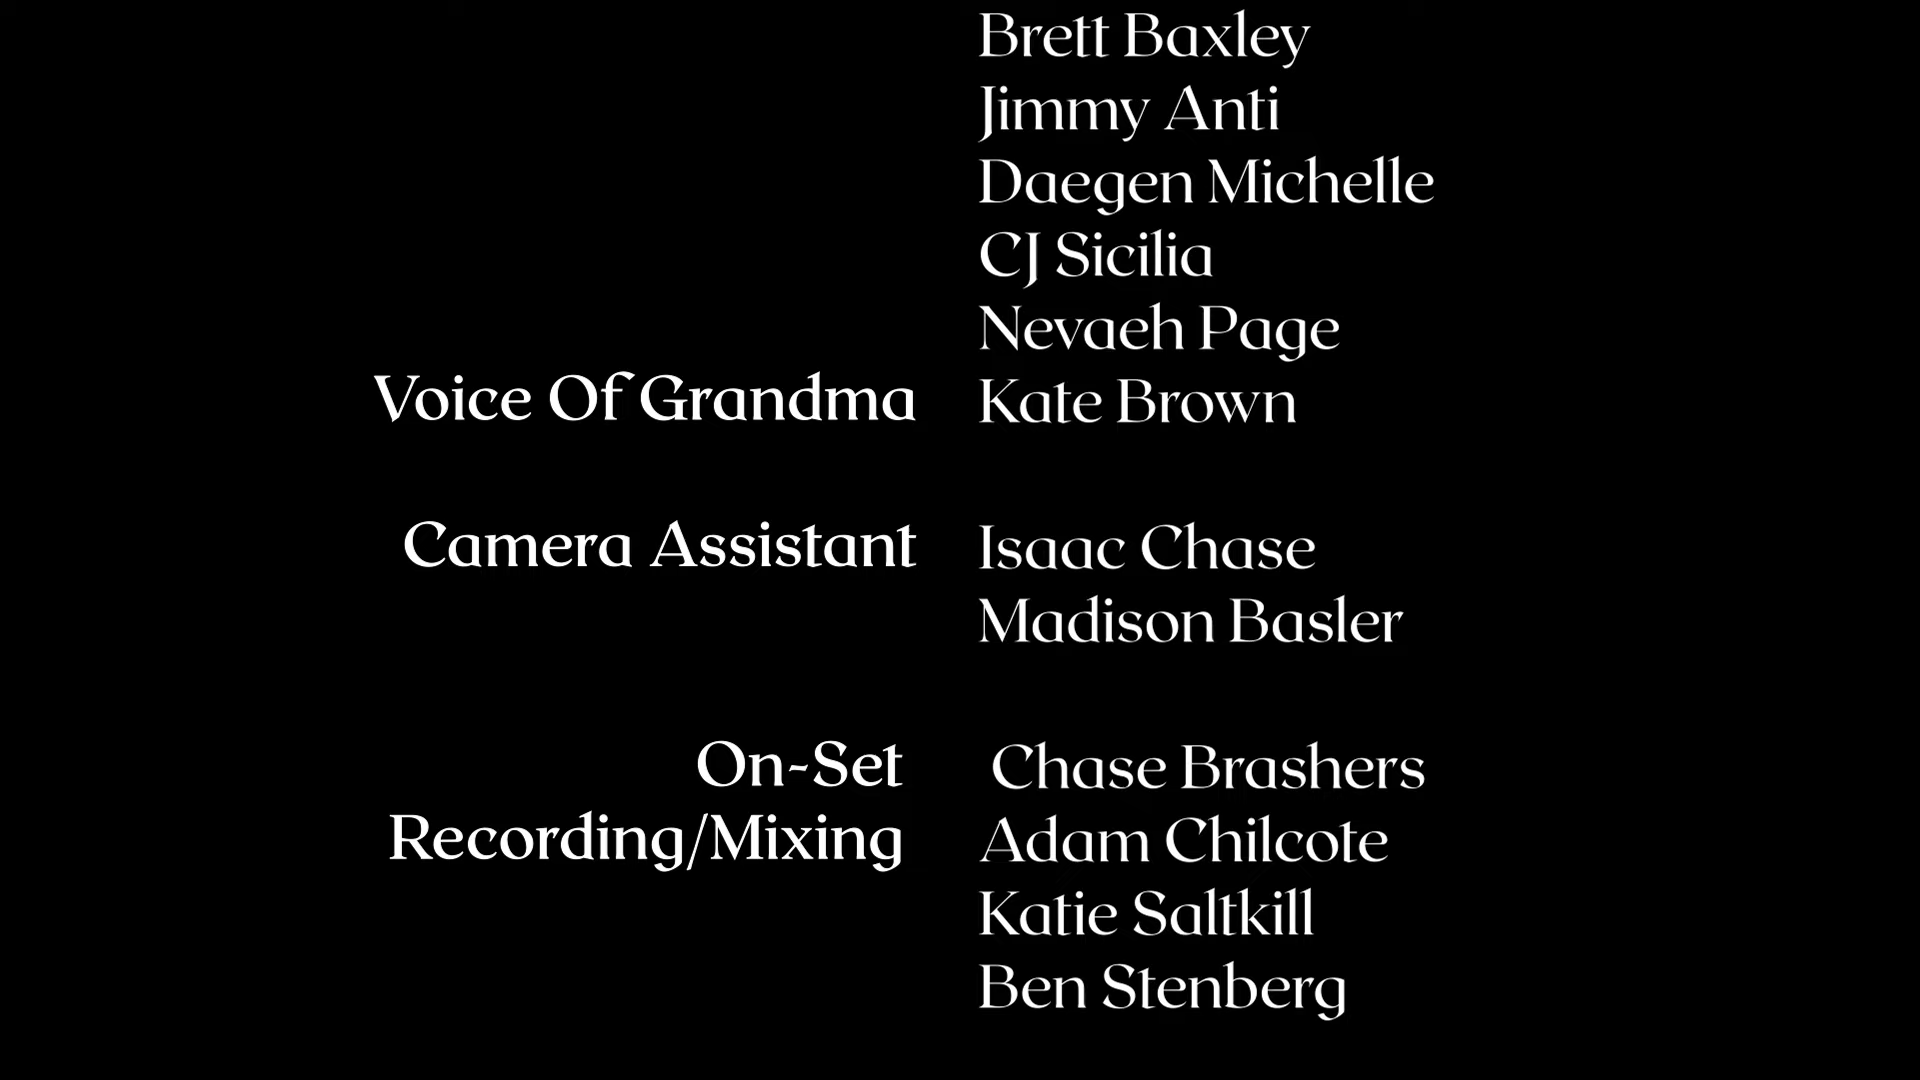 Brett Baxley
Jimmy Anti
Daegen Michelle
CJ Sicilia
Nevaeh Page
Voice Of Grandma Kate Brown
Camera Assistant Isaac Chase
Madison Basler
On-Set Chase Brashers
Recording/Mixing Adam Chilcote
Katie Saltkill
Ben Stenberg